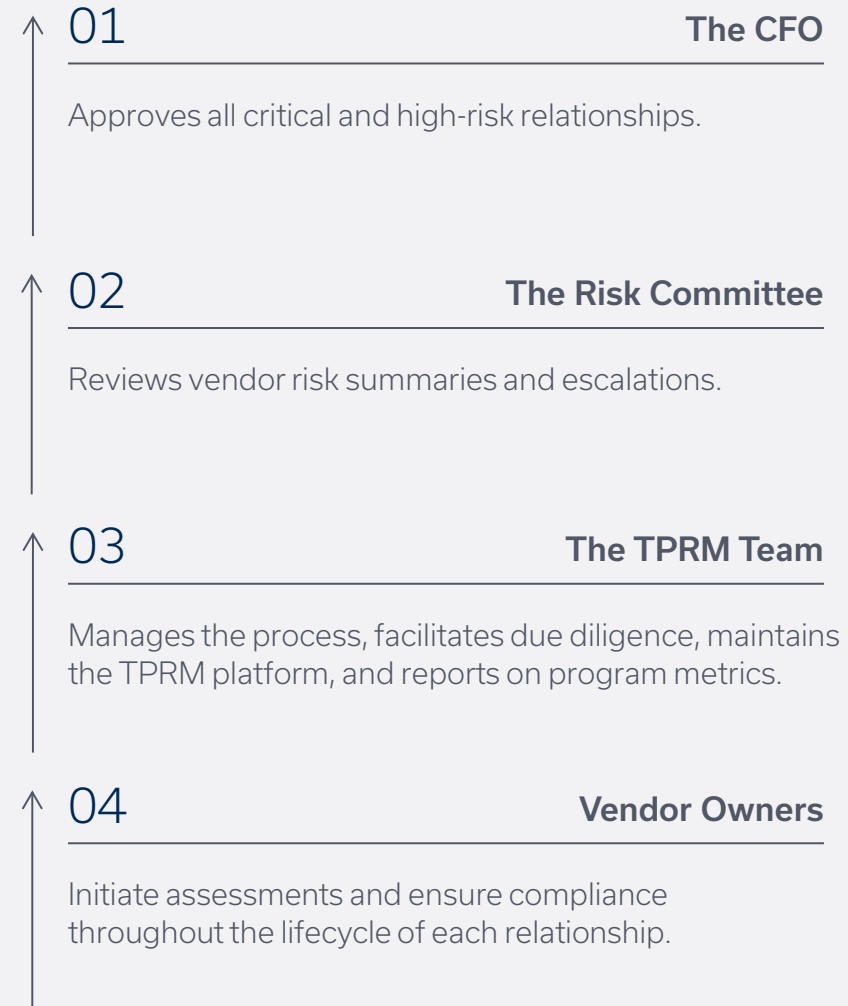 01 The CFO
Approves all critical and high-risk relationships.
02 The Risk Committee
Reviews vendor risk summaries and escalations.
03 The TPRM Team
Manages the process, facilitates due diligence, maintains
the TPRM platform, and reports on program metrics.
04 Vendor Owners
Initiate assessments and ensure compliance
throughout the lifecycle of each relationship.